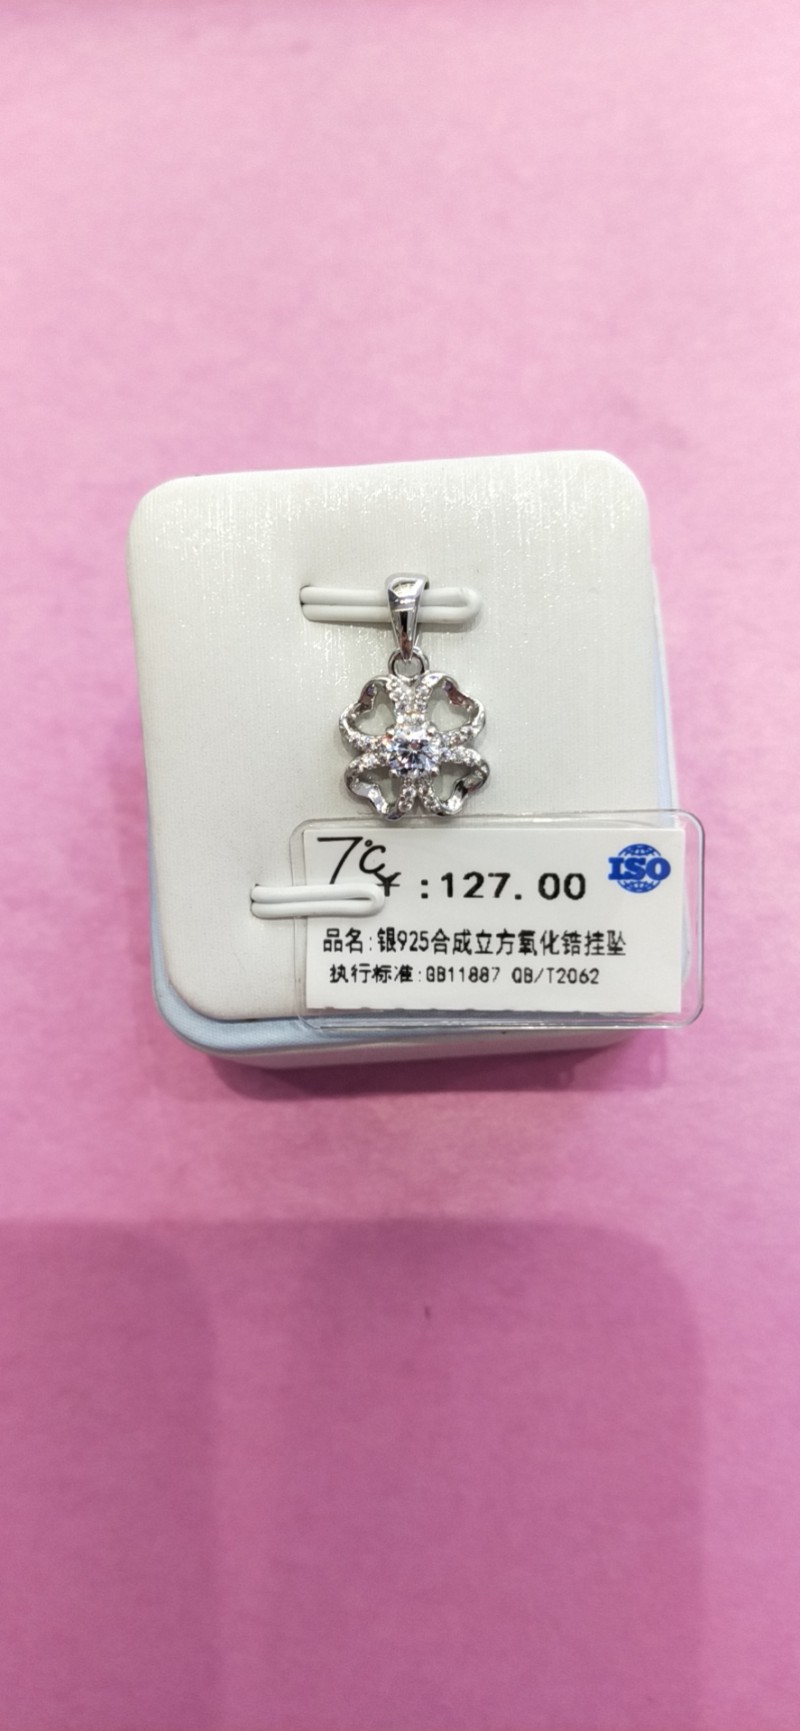 7℃
¥:127.00
ISO
品名:银925合成立方氧化锆挂坠
执行标准:GB11887 QB/T2062